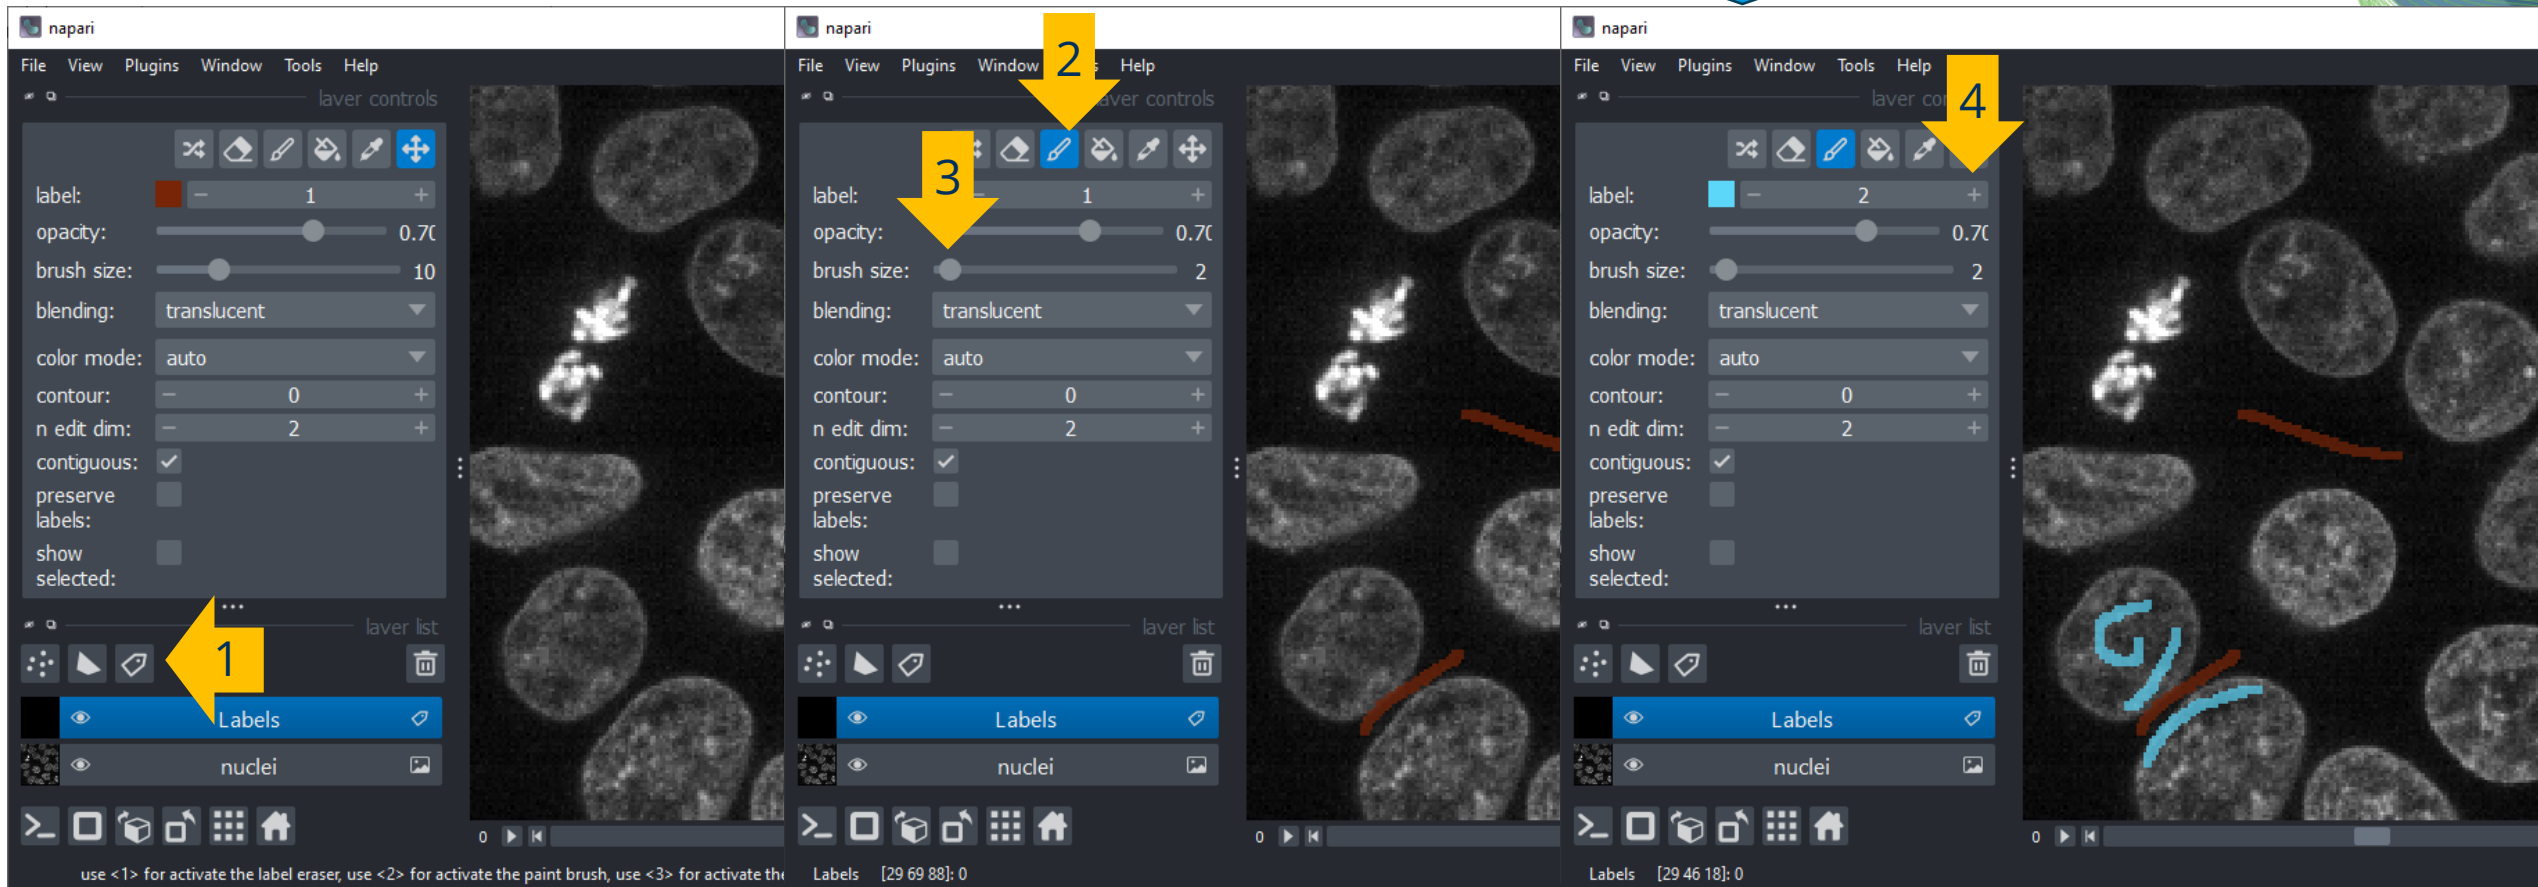 napari
File View Plugins Window Tools Help
layer controls
label: 1
opacity: 0.70
brush size: 10
blending: translucent
color mode: auto
contour: 0
n edit dim: 2
contiguous:
preserve
labels:
show
selected:
1
layer list
Labels
nuclei
0
use <1> for activate the label eraser, use <2> for activate the paint brush, use <3> for activate the
napari
2
File View Plugins Window s Help
layer controls
3
label: 1
opacity: 0.70
brush size: 2
blending: translucent
color mode: auto
contour: 0
n edit dim: 2
contiguous:
preserve
labels:
show
selected:
layer list
Labels
nuclei
0
Labels [29 69 88]: 0
napari
File View Plugins Window Tools Help
4
layer con
label: 2
opacity: 0.70
brush size: 2
blending: translucent
color mode: auto
contour: 0
n edit dim: 2
contiguous:
preserve
labels:
show
selected:
layer list
Labels
nuclei
0
Labels [29 46 18]: 0